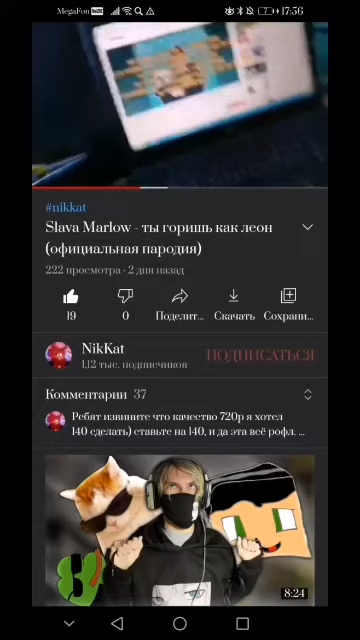 MegaFon
17:56
#nikkat
Slava Marlow - ты горишь как леон
(официальная пародия)
222 просмотра · 2 дня назад
19
0
Поделит...
Скачать
Сохрани...
NikKat
1,12 тыс. подписчиков
ПОДПИСАТЬСЯ
Комментарии 37
Ребят извините что качество 720p я хотел
140 сделать) ставьте на 140, и да эта всё рофл. ...
8:24